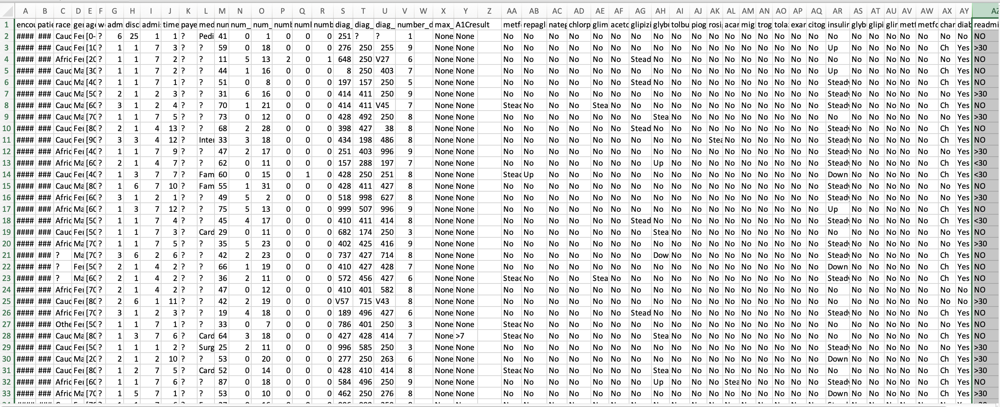 A B C D E F G H I J K L M N O P Q R S T U V W X Y Z AA AB AC AD AE AF AG AH AI AJ AK AL AM AN AO AP AQ AR AS AT AU AV AW AX AY AZ
1 encou patie race ger age w adm disc admi time paye med num num_ num_ numb numl numb diag_ diag_ diag_ number_d max_ A1Cresult metf repagli nateg chlorp glim aceto glipizi glybu tolbu piog rosi acar mig trog tola exar citog insulin glyb glipi glir metf metfo char diab readmi
2 #### ### Cauc Fer [0- ? 6 25 1 1 ? Pedi 41 0 1 0 0 0 251 ? ? 1 None None No No No No No No No No No No No No No No No No No No No No No No No No No NO
3 #### ### Cauc Fer [10 ? 1 1 7 3 ? ? 59 0 18 0 0 0 276 250 255 9 None None No No No No No No No No No No No No No No No No No Up No No No No No Ch Yes >30
4 #### ### Afric Fer [20 ? 1 1 7 2 ? ? 11 5 13 2 0 1 648 250 V27 6 None None No No No No No No Stead No No No No No No No No No No No No No No No No No Yes NO
5 #### ### Cauc Ma [30 ? 1 1 7 2 ? ? 44 1 16 0 0 0 8 250 403 7 None None No No No No No No No No No No No No No No No No No Up No No No No No Ch Yes NO
6 #### ### Cauc Ma [40 ? 1 1 7 1 ? ? 51 0 8 0 0 0 197 157 250 5 None None No No No No No No Stead No No No No No No No No No No Steady No No No No No Ch Yes NO
7 #### ### Cauc Ma [50 ? 2 1 2 3 ? ? 31 6 16 0 0 0 414 411 250 9 None None No No No No No No No No No No No No No No No No No Steady No No No No No No Yes >30
8 #### ### Cauc Ma [60 ? 3 1 2 4 ? ? 70 1 21 0 0 0 414 411 V45 7 None None Stead No No No Stea No No No No No No No No No No No No Steady No No No No No Ch Yes NO
9 #### ### Cauc Ma [70 ? 1 1 7 5 ? ? 73 0 12 0 0 0 428 492 250 8 None None No No No No No No No Stea No No No No No No No No No No No No No No No No Yes >30
10 #### ### Cauc Fer [80 ? 2 1 4 13 ? ? 68 2 28 0 0 0 398 427 38 8 None None No No No No No No Stead No No No No No No No No No No Steady No No No No No Ch Yes NO
11 #### ### Cauc Fer [90 ? 3 3 4 12 ? Inter 33 3 18 0 0 0 434 198 486 8 None None No No No No No No No No No No Stea No No No No No No Steady No No No No No Ch Yes NO
12 #### ### Afric Fer [40 ? 1 1 7 9 ? ? 47 2 17 0 0 0 251 403 996 9 None None No No No No No No No No No No No No No No No No No Steady No No No No No No Yes >30
13 #### ### Afric Ma [60 ? 2 1 4 7 ? ? 62 0 11 0 0 0 157 288 197 7 None None No No No No No No No Up No No No No No No No No No Steady No No No No No Ch Yes <30
14 #### ### Cauc Fer [40 ? 1 3 7 7 ? Fam 60 0 15 0 1 0 428 250 251 8 None None Stead Up No No No No No No No No No No No No No No No Down No No No No No Ch Yes <30
15 #### ### Cauc Ma [80 ? 1 6 7 10 ? Fam 55 1 31 0 0 0 428 411 427 8 None None No No No No No No No No No No No No No No No No No Steady No No No No No No Yes NO
16 #### ### Afric Fer [60 ? 3 1 2 1 ? ? 49 5 2 0 0 0 518 998 627 8 None None No No No No No No No No No No No No No No No No No Steady No No No No No No Yes >30
17 #### ### Afric Ma [60 ? 1 3 7 12 ? ? 75 5 13 0 0 0 999 507 996 9 None None No No No No No No No No No No No No No No No No No Up No No No No No Ch Yes NO
18 #### ### Afric Ma [50 ? 1 1 7 4 ? ? 45 4 17 0 0 0 410 411 414 8 None None No No No No No No Stead No No No No No No No No No No Steady No No No No No Ch Yes <30
19 #### ### Cauc Fer [50 ? 1 1 7 3 ? Card 29 0 11 0 0 0 682 174 250 3 None None No No No No No No No Stea No No No No No No No No No No No No No No No No Yes NO
20 #### ### Afric Ma [70 ? 1 1 7 5 ? ? 35 5 23 0 0 0 402 425 416 9 None None No No No No No No No No No No No No No No No No No Steady No No No No No No Yes >30
21 #### ### ? Ma [70 ? 3 6 2 6 ? ? 42 2 23 0 0 0 737 427 714 8 None None No No No No No No No Dow No No No No No No No No No Steady No No No No No Ch Yes NO
22 #### ### ? Fer [50 ? 2 1 4 2 ? ? 66 1 19 0 0 0 410 427 428 7 None None No No No No No No No No No No No No No No No No No Down No No No No No Ch Yes NO
23 #### ### ? Ma [60 ? 2 1 4 2 ? ? 36 2 11 0 0 0 572 456 427 6 None None Stead No No No Stea No No No No No No No No No No No No Steady No No No No No Ch Yes NO
24 #### ### Afric Fer [70 ? 2 1 4 2 ? ? 47 0 12 0 0 0 410 401 582 8 None None No No No No No No No No No No No No No No No No No No No No No No No No No NO
25 #### ### Cauc Fer [80 ? 2 6 1 11 ? ? 42 2 19 0 0 0 V57 715 V43 8 None None No No No No No No No No No No No No No No No No No No No No No No No No No >30
26 #### ### Afric Fer [70 ? 3 1 2 3 ? ? 19 4 18 0 0 0 189 496 427 6 None None No No No No No No Stead No No No No No No No No No No Steady No No No No No Ch Yes NO
27 #### ### Othe Fer [50 ? 1 1 7 1 ? ? 33 0 7 0 0 0 786 401 250 3 None None Stead No No No No No No No No No No No No No No No No No No No No No No No Yes NO
28 #### ### Cauc Ma [80 ? 1 3 7 6 ? Card 64 3 18 0 0 0 427 428 414 7 None >7 Stead No No No No No No Stea No No No No No No No No No No No No No No No Ch Yes NO
29 #### ### Cauc Fer [50 ? 1 1 1 2 ? Surg 25 2 11 0 0 0 996 585 250 3 None None No No No No No No No No No No No No No No No No No Steady No No No No No No Yes >30
30 #### ### Cauc Ma [20 ? 2 1 2 10 ? ? 53 0 20 0 0 0 277 250 263 6 None None No No No No No No No No No No No No No No No No No Down No No No No No Ch Yes >30
31 #### ### Cauc Fer [80 ? 1 2 7 5 ? Card 52 0 14 0 0 0 428 410 414 8 None None Stead No No No No No No Stea No No No No No No No No No No No No No No No Ch Yes >30
32 #### ### Afric Fer [60 ? 1 1 7 6 ? ? 87 0 18 0 0 0 584 496 250 9 None None No No No No No No No Up No No No Stea No No No No No Steady No No No No No Ch Yes NO
33 #### ### Afric Ma [70 ? 1 5 7 1 ? ? 53 0 10 0 0 0 462 250 276 8 None None No No No No No No No No No No No No No No No No No Down No No No No No Ch Yes >30